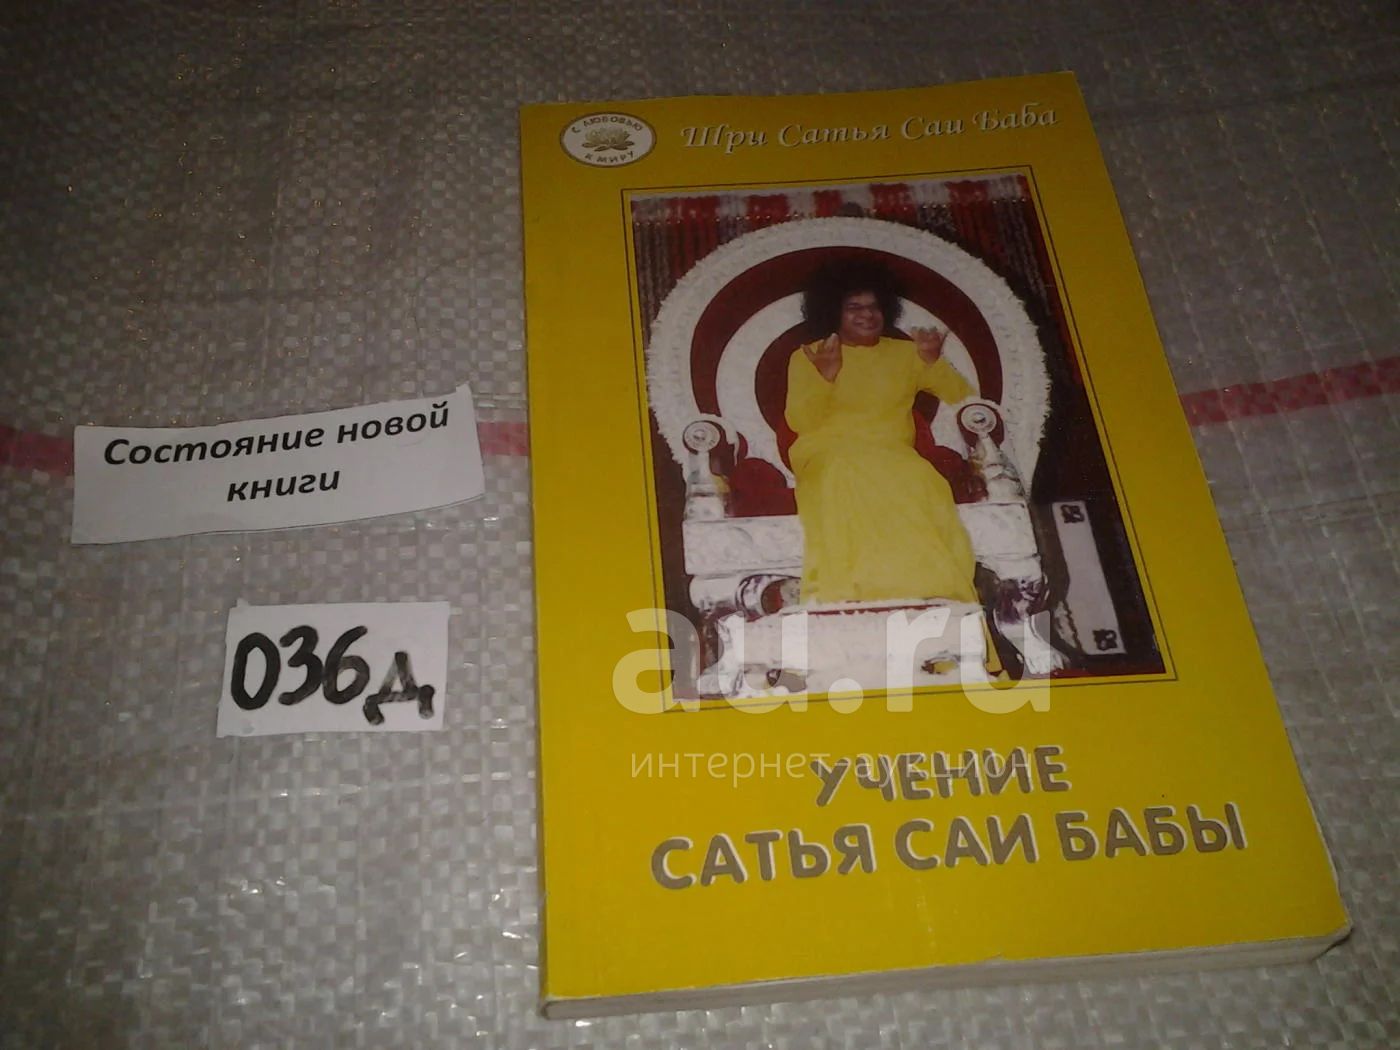 С ЛЮБОВЬЮ
К МИРУ
Шри Сатья Саи Баба
Состояние новой
книги
036д
au.ru
интернет-аукцион
УЧЕНИЕ
САТЬЯ САИ БАБЫ